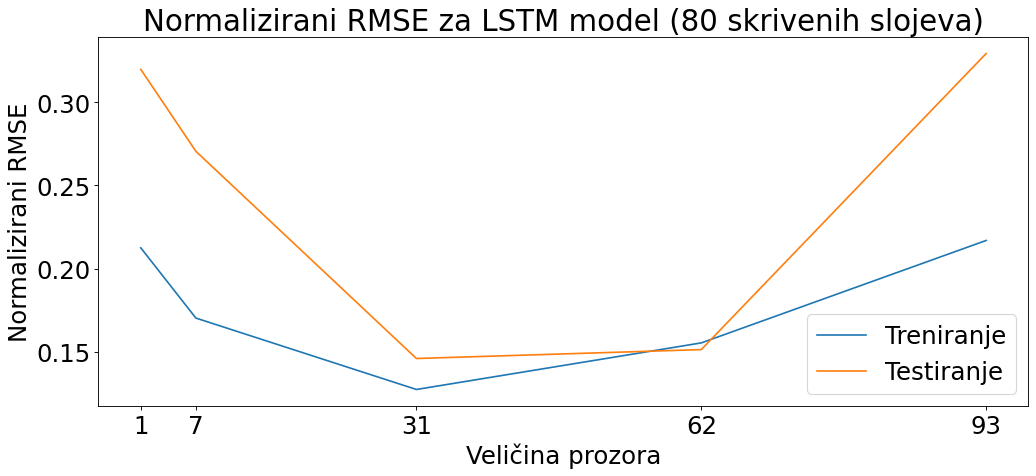 Normalizirani RMSE za LSTM model (80 skrivenih slojeva)
Normalizirani RMSE
0.30
0.25
0.20
0.15
1 7 31 62 93
Veličina prozora
Treniranje
Testiranje